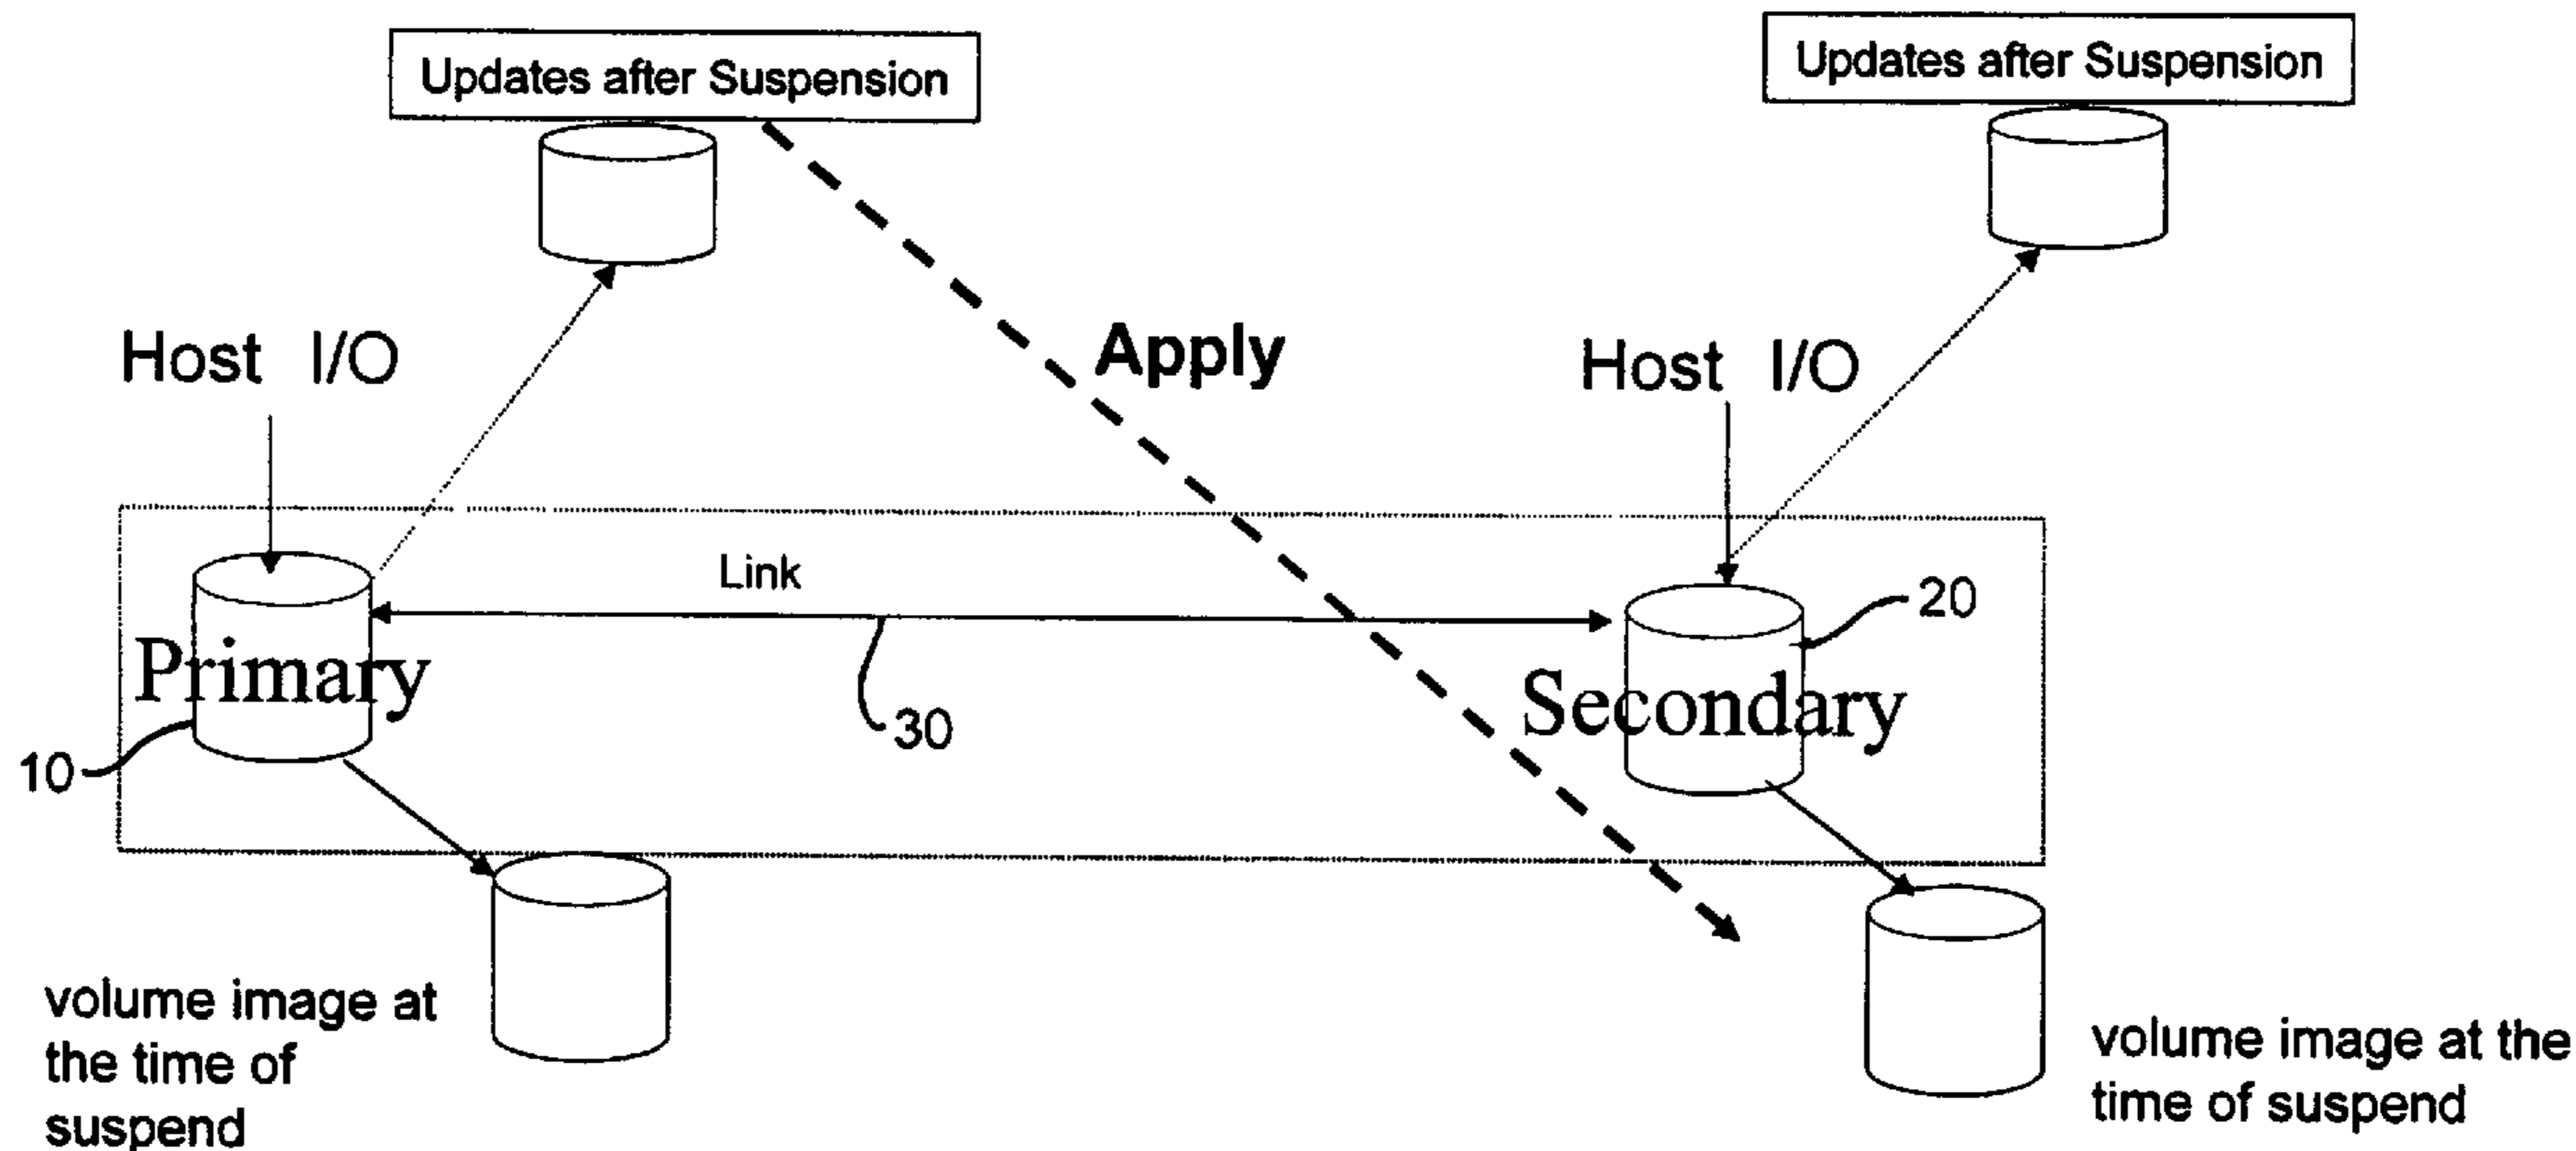 Updates after Suspension
Updates after Suspension
Host I/O
Apply
Host I/O
Link
20
Primary
Secondary
30
10
volume image at
the time of
suspend
volume image at the
time of suspend